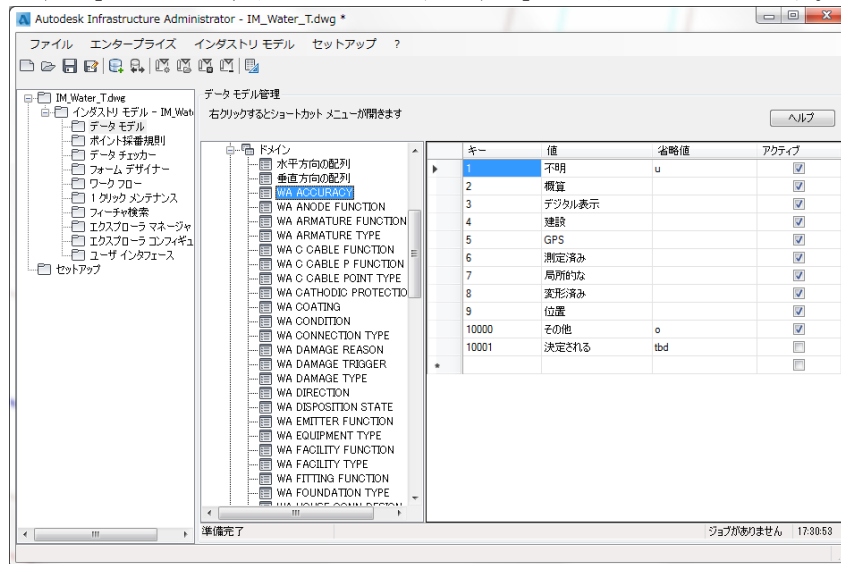 Autodesk Infrastructure Administrator - IM_Water_T.dwg *
ファイル エンタープライズ インダストリ モデル セットアップ ?
IM_Water_T.dwg
インダストリ モデル - IM_Wat
データ モデル
ポイント採番規則
データ チェッカー
フォーム デザイナー
ワーク フロー
1 クリック メンテナンス
フィーチャ検索
エクスプローラ マネージャ
エクスプローラ コンフィギュ
ユーザ インタフェース
セットアップ
データ モデル管理
右クリックするとショートカット メニューが開きます
ヘルプ
ドメイン
水平方向の配列
垂直方向の配列
WA ACCURACY
WA ANODE FUNCTION
WA ARMATURE FUNCTION
WA ARMATURE TYPE
WA C CABLE FUNCTION
WA C CABLE P FUNCTION
WA C CABLE POINT TYPE
WA CATHODIC PROTECTIO
WA COATING
WA CONDITION
WA CONNECTION TYPE
WA DAMAGE REASON
WA DAMAGE TRIGGER
WA DAMAGE TYPE
WA DIRECTION
WA DISPOSITION STATE
WA EMITTER FUNCTION
WA EQUIPMENT TYPE
WA FACILITY FUNCTION
WA FACILITY TYPE
WA FITTING FUNCTION
WA FOUNDATION TYPE
キー 値 省略値 アクティブ
1 不明 u
2 概算
3 デジタル表示
4 建設
5 GPS
6 測定済み
7 局所的な
8 変形済み
9 位置
10000 その他 o
10001 決定される tbd
*
準備完了 ジョブがありません 17:30:53